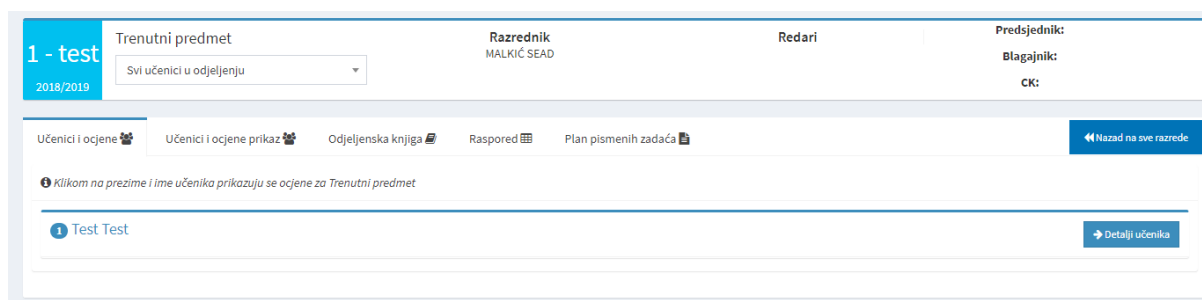 1 - test
2018/2019
Trenutni predmet
Svi učenici u odjeljenju
Razrednik
MALKIĆ SEAD
Redari
Predsjednik:
Blagajnik:
CK:
Učenici i ocjene
Učenici i ocjene prikaz
Odjeljenska knjiga
Raspored
Plan pismenih zadaća
Nazad na sve razrede
Klikom na prezime i ime učenika prikazuju se ocjene za Trenutni predmet
1 Test Test
Detalji učenika